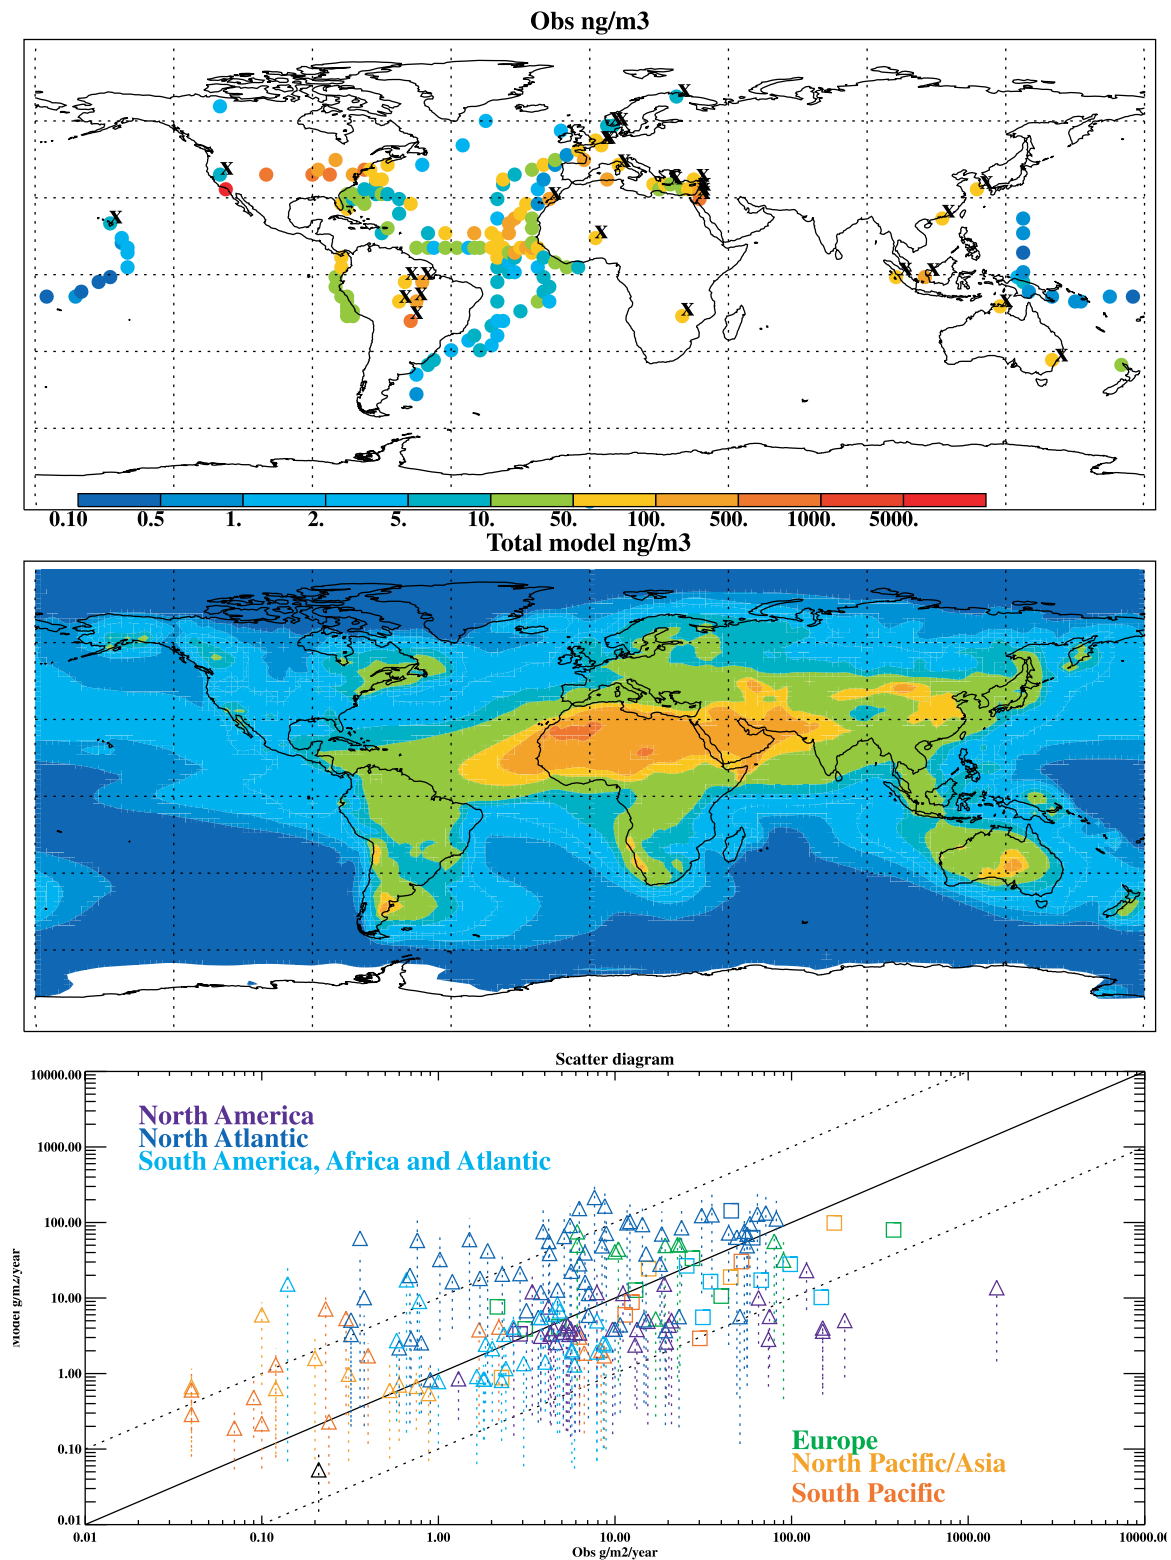 Obs ng/m3
X X X X X X X X X X X X X X X X X X X X X X X X X X
0.10 0.5 1. 2. 5. 10. 50. 100. 500. 1000. 5000.
Total model ng/m3
Scatter diagram
10000.00
North America
North Atlantic
South America, Africa and Atlantic
1000.00
100.00
10.00
1.00
0.10
0.01
Model g/m2/year
Europe
North Pacific/Asia
South Pacific
0.01 0.10 1.00 10.00 100.00 1000.00 10000.00
Obs g/m2/year